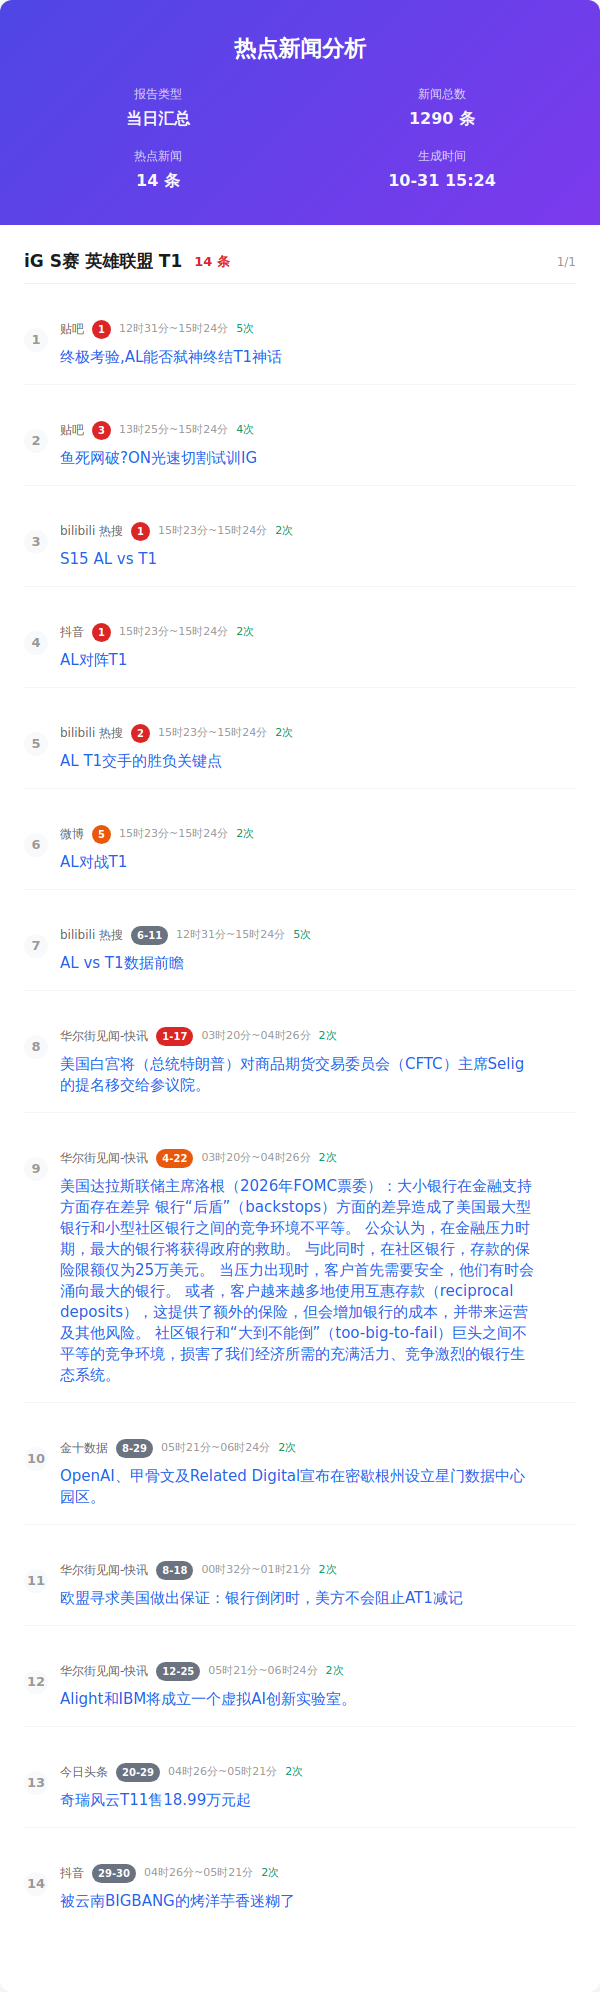 热点新闻分析
报告类型
当日汇总
新闻总数
1290 条
热点新闻
14 条
生成时间
10-31 15:24
iG S赛 英雄联盟 T1 14 条 1/1
1
贴吧 1 12时31分~15时24分 5次
终极考验,AL能否弑神终结T1神话
2
贴吧 3 13时25分~15时24分 4次
鱼死网破?ON光速切割试训IG
3
bilibili 热搜 1 15时23分~15时24分 2次
S15 AL vs T1
4
抖音 1 15时23分~15时24分 2次
AL对阵T1
5
bilibili 热搜 2 15时23分~15时24分 2次
AL T1交手的胜负关键点
6
微博 5 15时23分~15时24分 2次
AL对战T1
7
bilibili 热搜 6-11 12时31分~15时24分 5次
AL vs T1数据前瞻
8
华尔街见闻-快讯 1-17 03时20分~04时26分 2次
美国白宫将（总统特朗普）对商品期货交易委员会（CFTC）主席Selig
的提名移交给参议院。
9
华尔街见闻-快讯 4-22 03时20分~04时26分 2次
美国达拉斯联储主席洛根（2026年FOMC票委）：大小银行在金融支持
方面存在差异 银行“后盾”（backstops）方面的差异造成了美国最大型
银行和小型社区银行之间的竞争环境不平等。 公众认为，在金融压力时
期，最大的银行将获得政府的救助。 与此同时，在社区银行，存款的保
险限额仅为25万美元。 当压力出现时，客户首先需要安全，他们有时会
涌向最大的银行。 或者，客户越来越多地使用互惠存款（reciprocal
deposits），这提供了额外的保险，但会增加银行的成本，并带来运营
及其他风险。 社区银行和“大到不能倒”（too-big-to-fail）巨头之间不
平等的竞争环境，损害了我们经济所需的充满活力、竞争激烈的银行生
态系统。
10
金十数据 8-29 05时21分~06时24分 2次
OpenAI、甲骨文及Related Digital宣布在密歇根州设立星门数据中心
园区。
11
华尔街见闻-快讯 8-18 00时32分~01时21分 2次
欧盟寻求美国做出保证：银行倒闭时，美方不会阻止AT1减记
12
华尔街见闻-快讯 12-25 05时21分~06时24分 2次
Alight和IBM将成立一个虚拟AI创新实验室。
13
今日头条 20-29 04时26分~05时21分 2次
奇瑞风云T11售18.99万元起
14
抖音 29-30 04时26分~05时21分 2次
被云南BIGBANG的烤洋芋香迷糊了